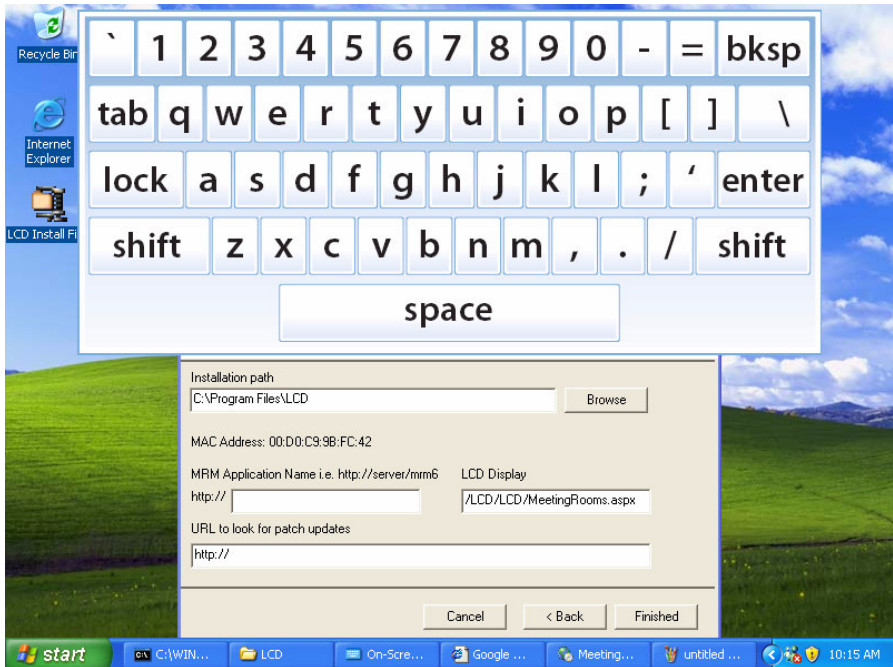 Recycle Bin
` 1 2 3 4 5 6 7 8 9 0 - = bksp
tab q w e r t y u i o p [ ] \
Internet
Explorer
lock a s d f g h j k l ; ‘ enter
LCD Install Fi
shift z x c v b n m , . / shift
space
Installation path
C:\Program Files\LCD
Browse
MAC Address: 00:D0:C9:9B:FC:42
MRM Application Name i.e. http://server/mrm6 LCD Display
http:// /LCD/LCD/MeetingRooms.aspx
URL to look for patch updates
http://
Cancel < Back Finished
start C:\WIN... LCD On-Scre... Google ... Meeting... untitled ... 10:15 AM